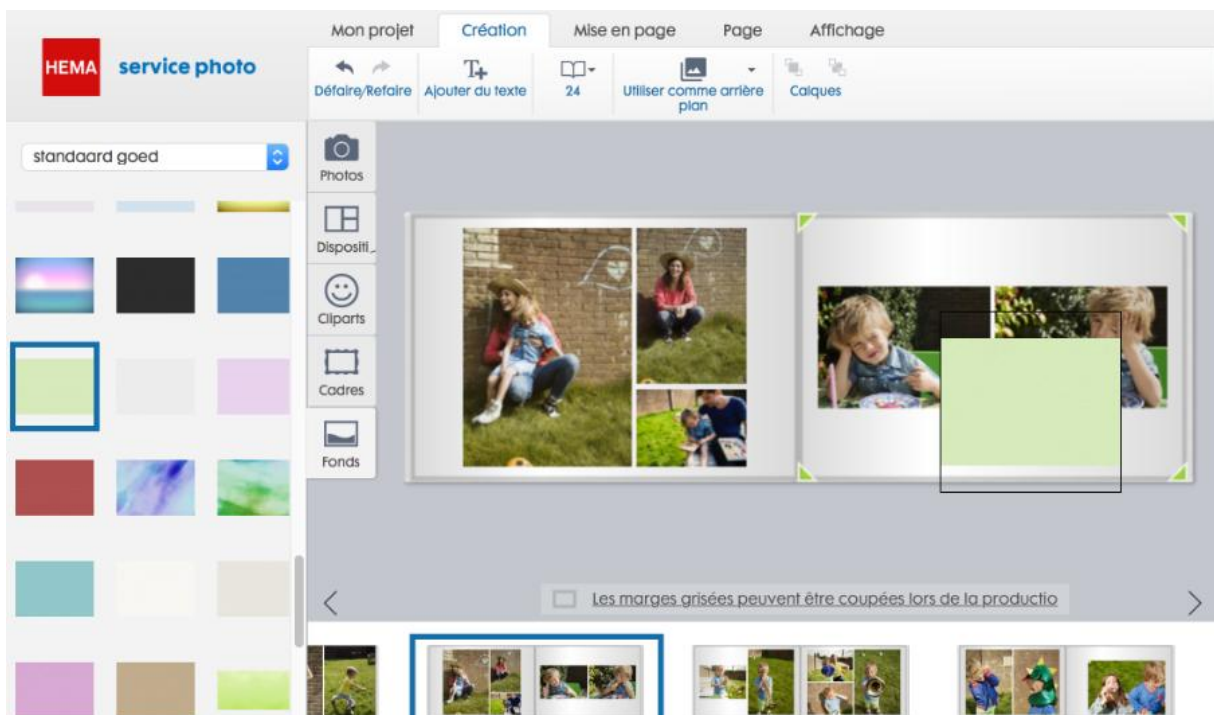 Mon projet
Création
Mise en page
Page
Affichage
HEMA
service photo
Défaire/Refaire
Ajouter du texte
24
Utiliser comme arrière
plan
Calques
standaard goed
Photos
Dispositi...
Cliparts
Cadres
Fonds
Les marges grisées peuvent être coupées lors de la productio